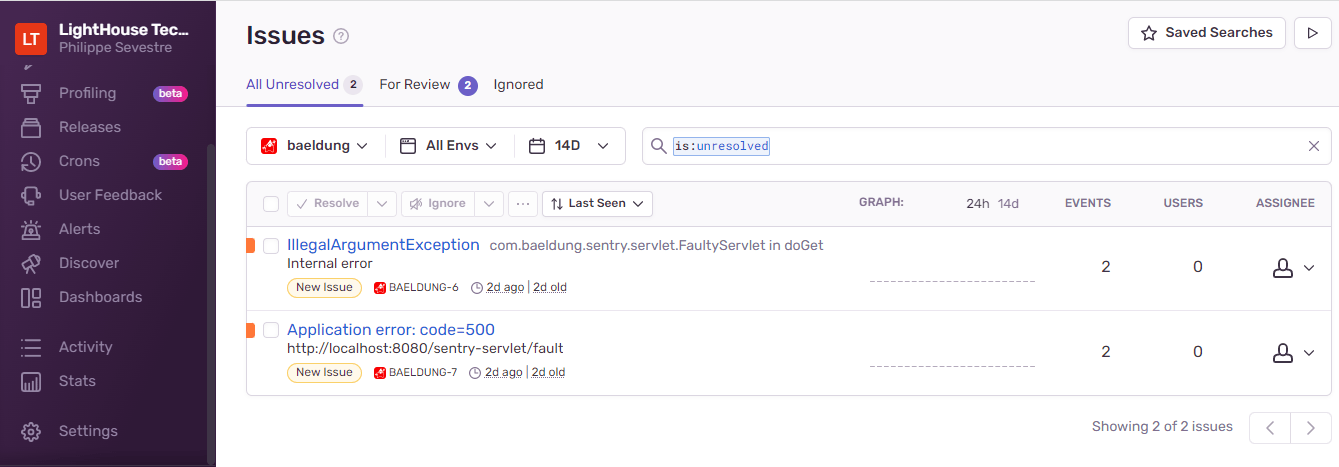 LT
LightHouse Tec...
Philippe Sevestre
Profiling beta
Releases
Crons beta
User Feedback
Alerts
Discover
Dashboards
Activity
Stats
Settings
Issues ?
Saved Searches
All Unresolved 2 For Review 2 Ignored
baeldung All Envs 14D is:unresolved
Resolve Ignore ... Last Seen GRAPH: 24h 14d EVENTS USERS ASSIGNEE
IllegalArgumentException com.baeldung.sentry.servlet.FaultyServlet in doGet
Internal error
New Issue BAELDUNG-6 2d ago | 2d old
2 0
Application error: code=500
http://localhost:8080/sentry-servlet/fault
New Issue BAELDUNG-7 2d ago | 2d old
2 0
Showing 2 of 2 issues